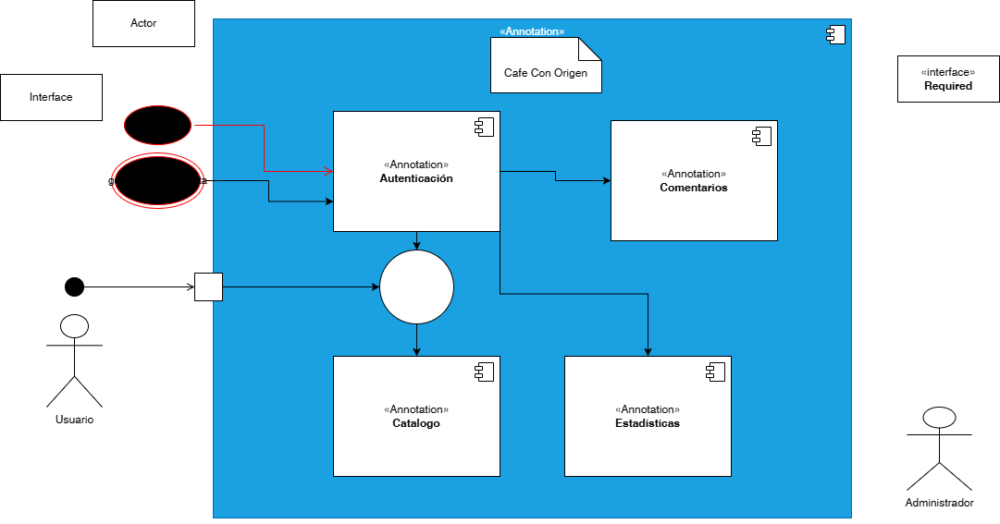 Actor
«Annotation»
Cafe Con Origen
«interface»
Required
Interface
«Annotation»
Autenticación
«Annotation»
Comentarios
«Annotation»
Catalogo
«Annotation»
Estadisticas
Usuario
Administrador